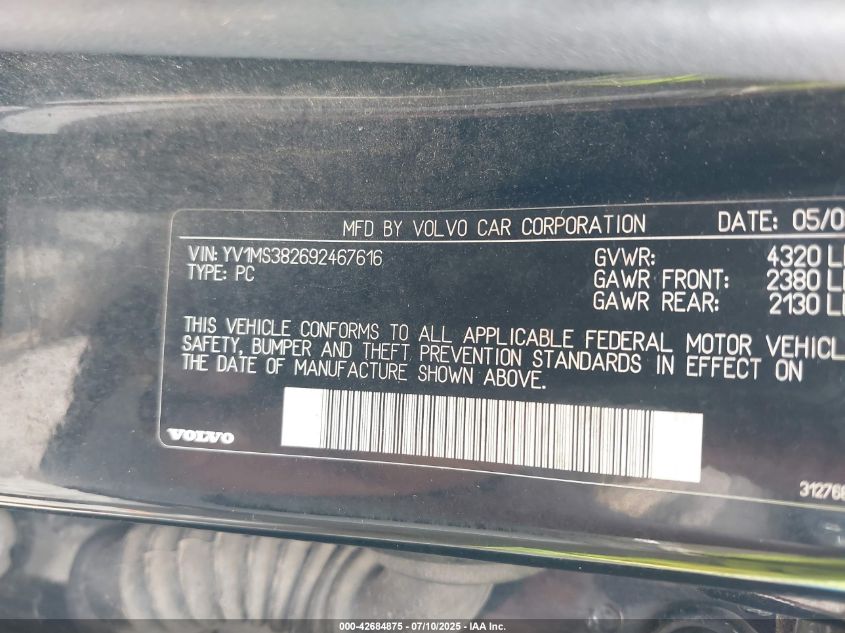 MFD BY VOLVO CAR CORPORATION DATE: 05/0
VIN: YV1MS382692467616 GVWR: 4320 L
TYPE: PC GAWR FRONT: 2380 L
GAWR REAR: 2130 L
THIS VEHICLE CONFORMS TO ALL APPLICABLE FEDERAL MOTOR VEHICL
SAFETY, BUMPER AND THEFT PREVENTION STANDARDS IN EFFECT ON
THE DATE OF MANUFACTURE SHOWN ABOVE.
VOLVO
31276
000-42684875 / 07/10/2025 - IAA Inc.